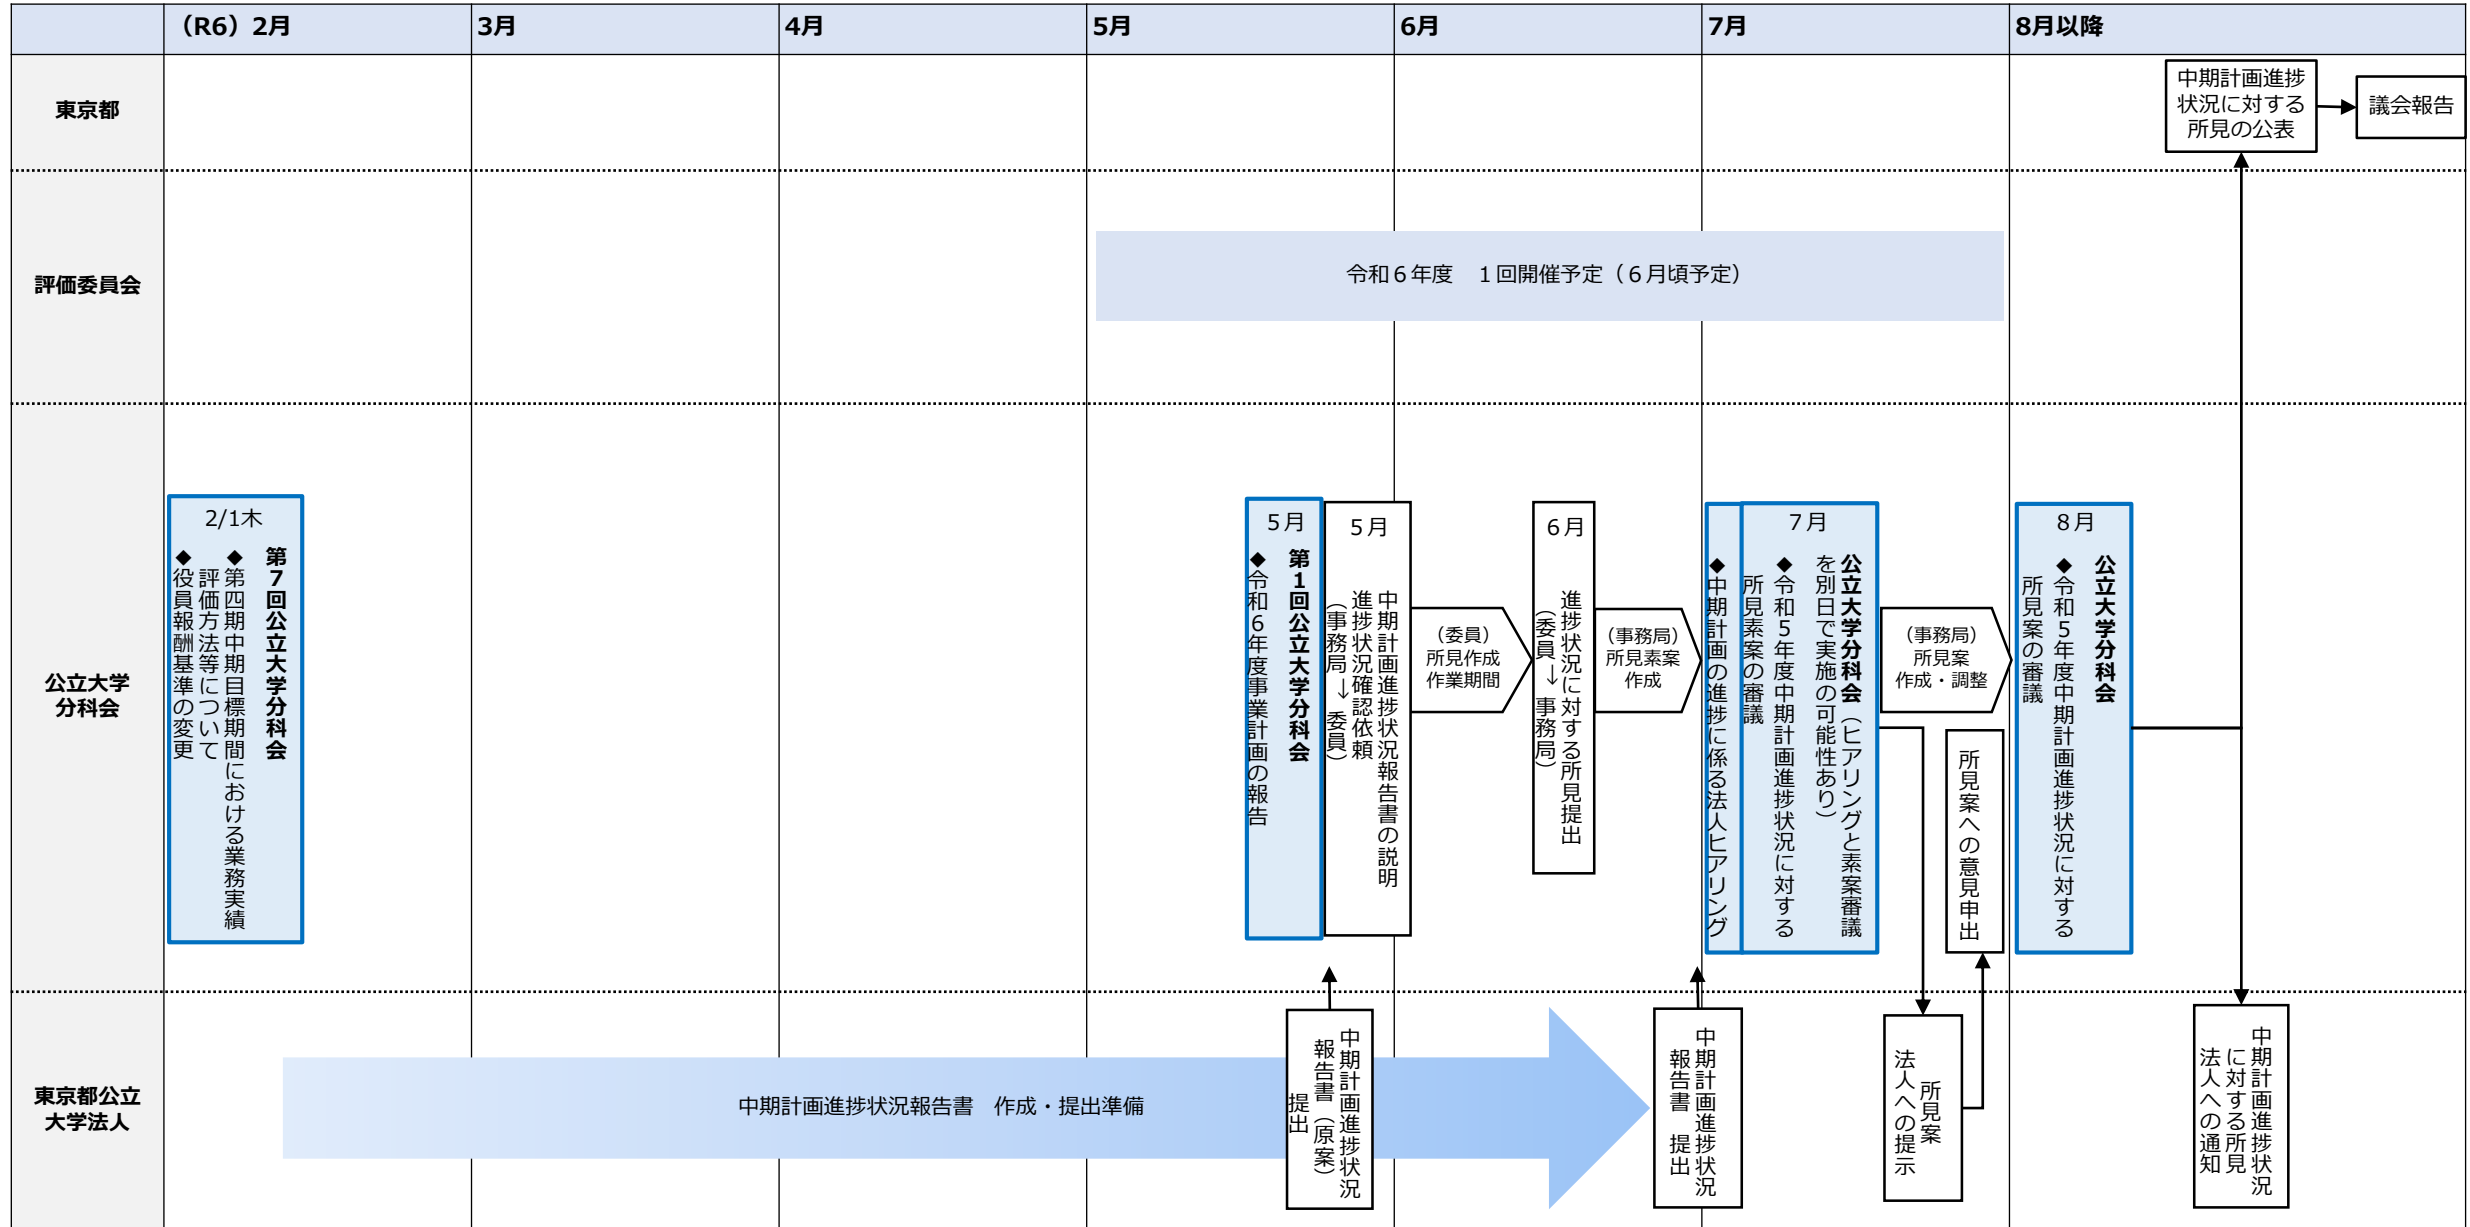 （R6）2月
3月
4月
5月
6月
7月
8月以降
東京都
中期計画進捗
状況に対する
所見の公表
議会報告
評価委員会
令和６年度　１回開催予定（６月頃予定）
公立大学
分科会
2/1木
第７回公立大学分科会
◆第四期中期目標期間における業務実績
評価方法等について
◆役員報酬基準の変更
５月
第１回公立大学分科会
◆令和６年度事業計画の報告
５月
中期計画進捗状況報告書の説明
進捗状況確認依頼
（事務局→委員）
（委員）
所見作成
作業期間
６月
進捗状況に対する所見提出
（委員→事務局）
（事務局）
所見素案
作成
◆中期計画の進捗に係る法人ヒアリング
７月
公立大学分科会（ヒアリングと素案審議
を別日で実施の可能性あり）
◆令和５年度中期計画進捗状況に対する
所見素案の審議
（事務局）
所見案
作成・調整
所見案への意見申出
８月
公立大学分科会
◆令和５年度中期計画進捗状況に対する
所見案の審議
東京都公立
大学法人
中期計画進捗状況報告書　作成・提出準備
中期計画進捗状況
報告書（原案）
提出
中期計画進捗状況
報告書　提出
所見案
法人への提示
中期計画進捗状況
に対する所見
法人への通知